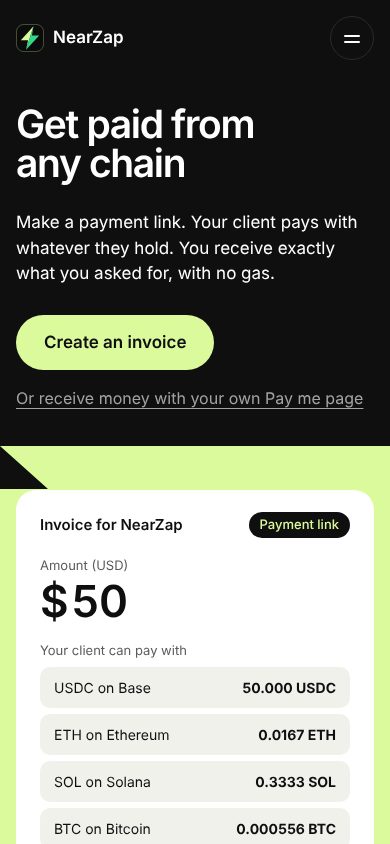 NearZap
Get paid from
any chain
Make a payment link. Your client pays with
whatever they hold. You receive exactly
what you asked for, with no gas.
Create an invoice
Or receive money with your own Pay me page
Invoice for NearZap
Payment link
Amount (USD)
$50
Your client can pay with
USDC on Base 50.000 USDC
ETH on Ethereum 0.0167 ETH
SOL on Solana 0.3333 SOL
BTC on Bitcoin 0.000556 BTC